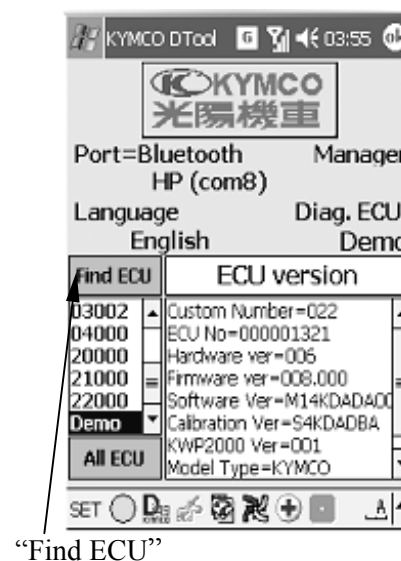 KYMCO DTool G 03:55 ok
KYMCO
光陽機車
Port=Bluetooth Manager
HP (com8)
Language Diag. ECU
English Demo
Find ECU ECU version
03002 Custom Number=022
04000 ECU No=000001321
20000 Hardware ver=006
21000 Firmware ver=008.000
22000 Software Ver=M14KDADA00
Demo Calibration Ver=S4KDADBA
KWP2000 Ver=001
All ECU Model Type=KYMCO
SET A
“Find ECU”